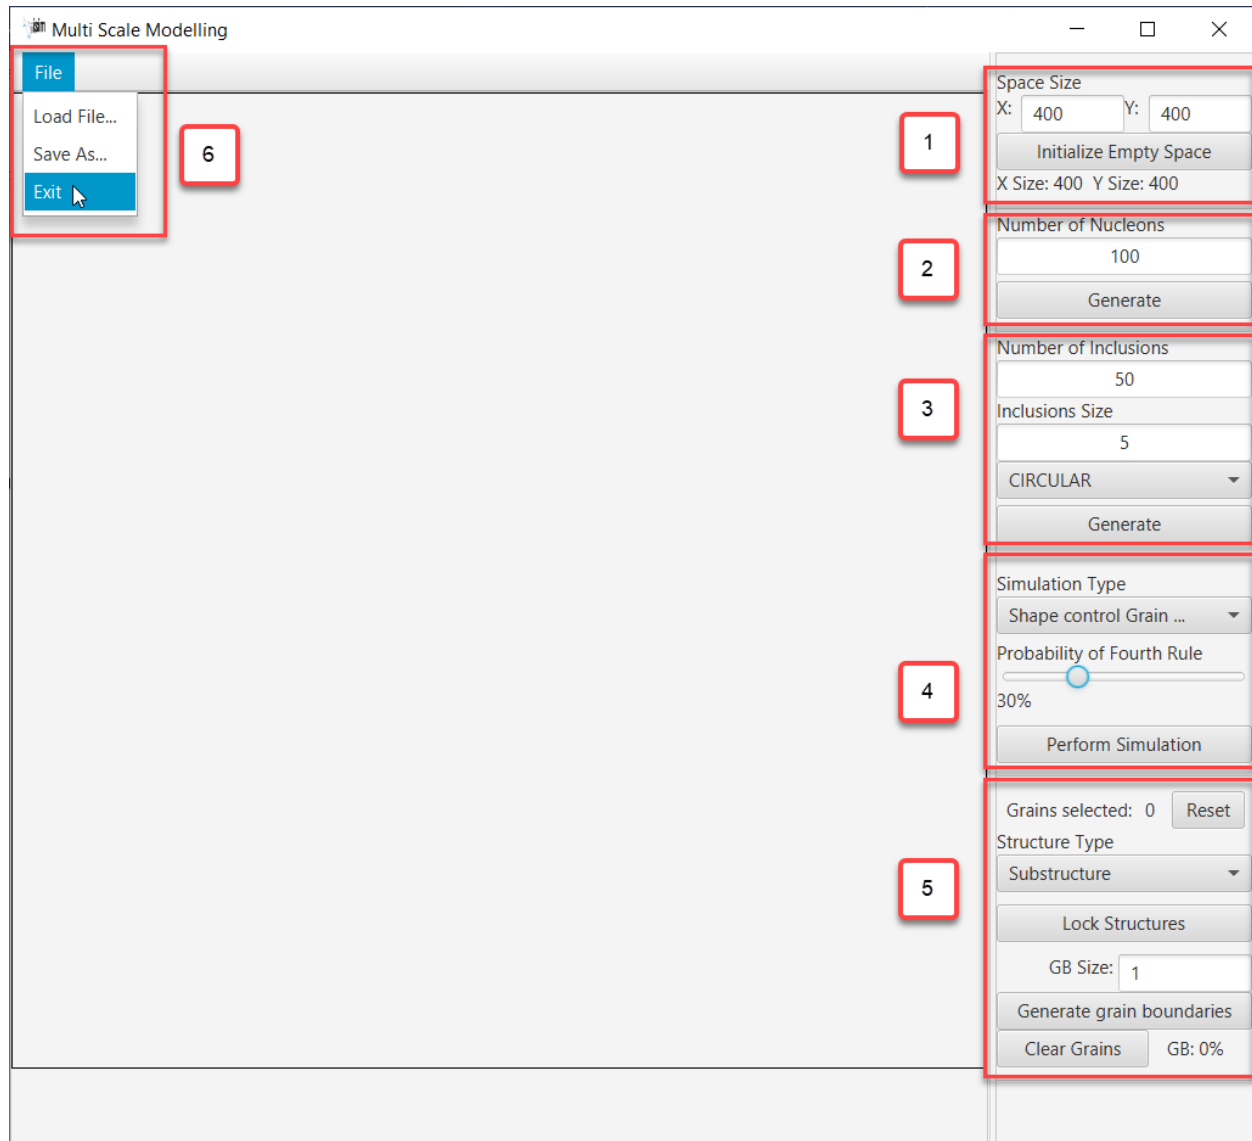 Multi Scale Modelling
File
Load File...
Save As...
Exit
6
1
Space Size
X: 400 Y: 400
Initialize Empty Space
X Size: 400 Y Size: 400
2
Number of Nucleons
100
Generate
3
Number of Inclusions
50
Inclusions Size
5
CIRCULAR
Generate
4
Simulation Type
Shape control Grain ...
Probability of Fourth Rule
30%
Perform Simulation
5
Grains selected: 0 Reset
Structure Type
Substructure
Lock Structures
GB Size: 1
Generate grain boundaries
Clear Grains GB: 0%